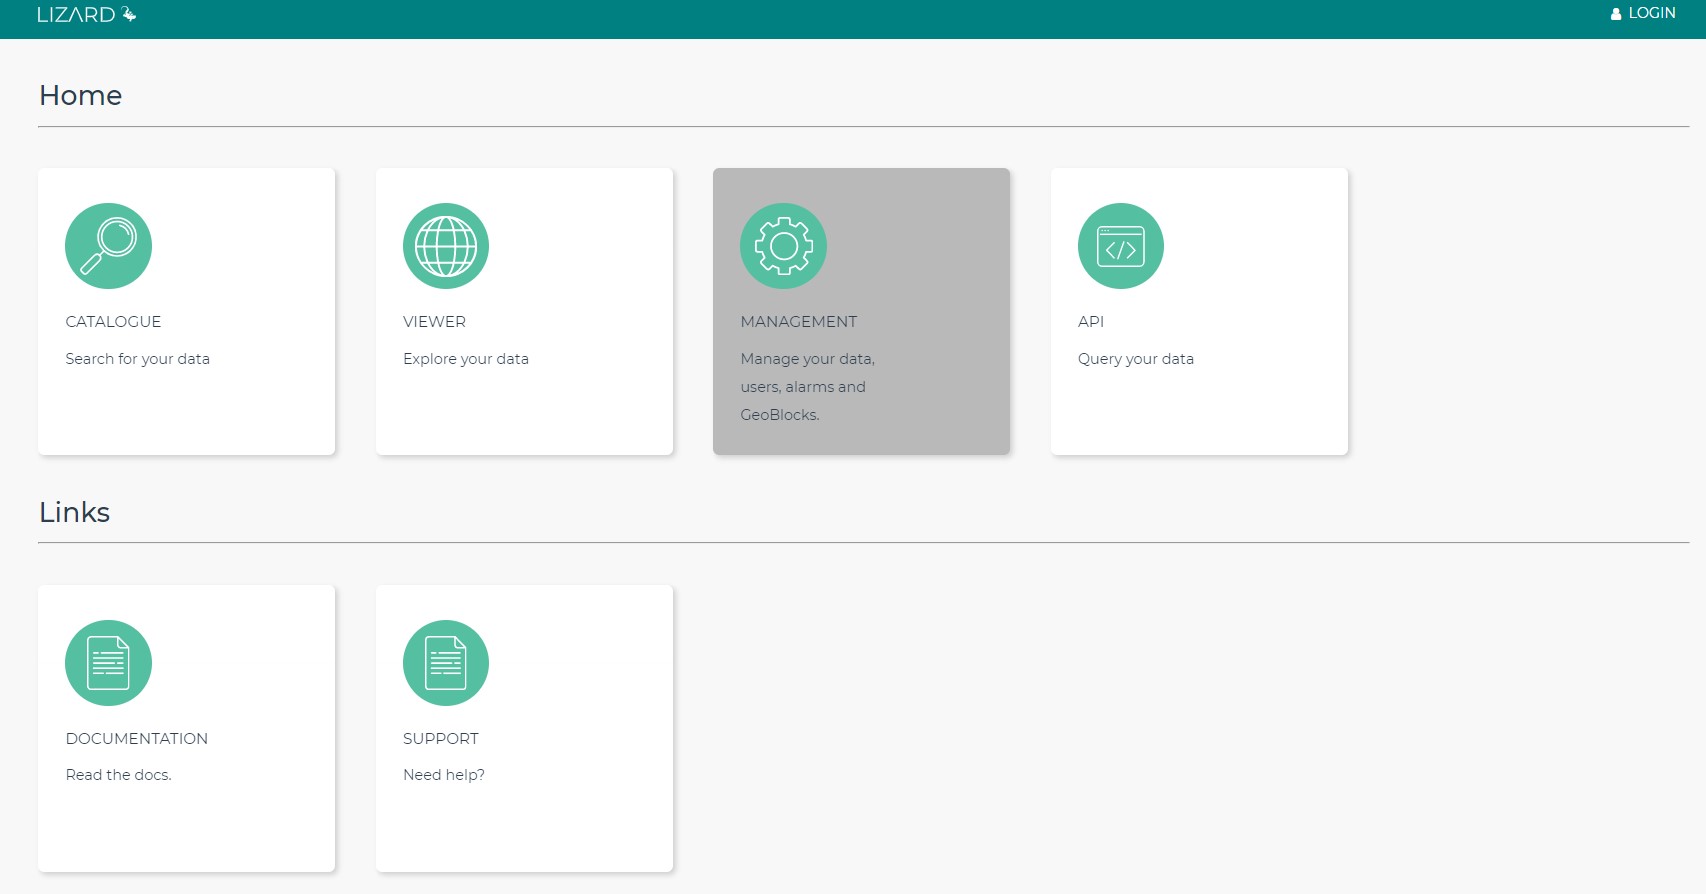 LIZARD
LOGIN
Home
CATALOGUE
Search for your data
VIEWER
Explore your data
MANAGEMENT
Manage your data,
users, alarms and
GeoBlocks.
API
</>
Query your data
Links
DOCUMENTATION
Read the docs.
SUPPORT
Need help?